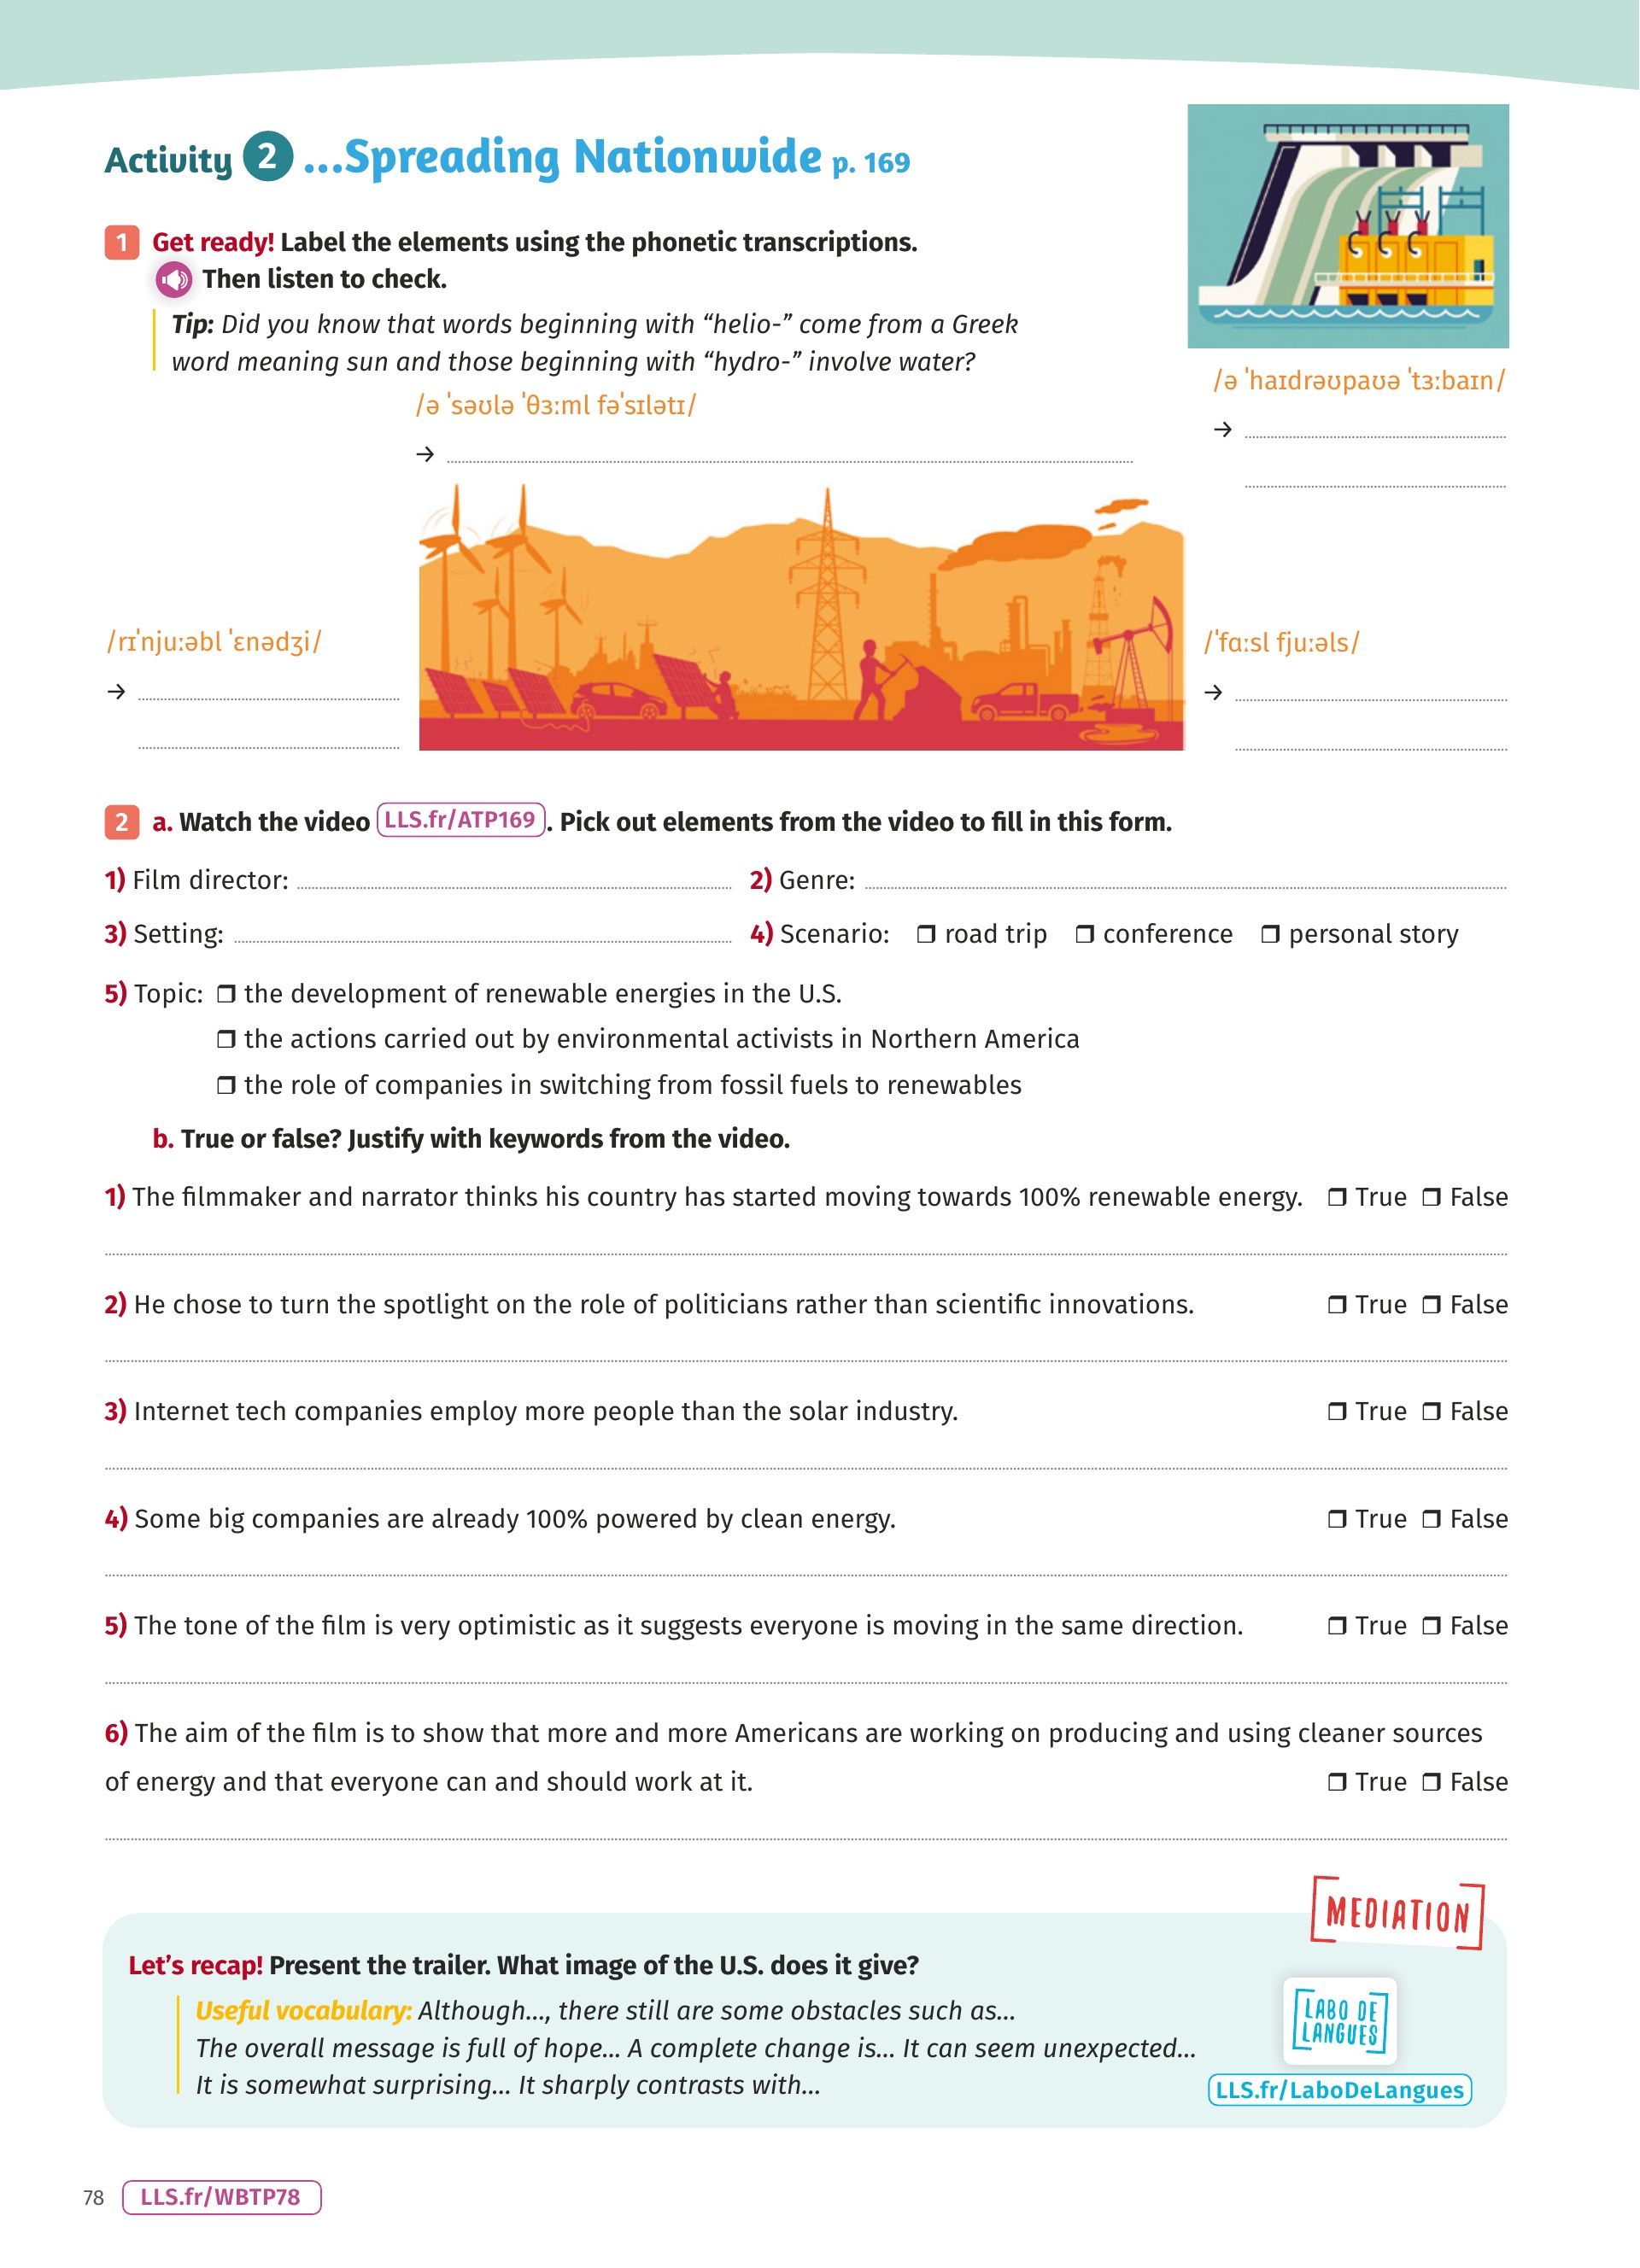 Activity 2 ...Spreading Nationwide p. 169
1 Get ready! Label the elements using the phonetic transcriptions.
Then listen to check.
Tip: Did you know that words beginning with “helio-” come from a Greek
word meaning sun and those beginning with “hydro-” involve water?
/ə ˈhaɪdrəʊpaʊə ˈtɜːbaɪn/
→
/ə ˈsəʊlə ˈθɜːml fəˈsɪlətɪ/
→
/rɪˈnjuːəbl ˈɛnədʒi/
→
/ˈfɑːsl fjuːəls/
→
2 a. Watch the video LLS.fr/ATP169. Pick out elements from the video to fill in this form.
1) Film director: 2) Genre:
3) Setting: 4) Scenario: ❒ road trip ❒ conference ❒ personal story
5) Topic: ❒ the development of renewable energies in the U.S.
❒ the actions carried out by environmental activists in Northern America
❒ the role of companies in switching from fossil fuels to renewables
b. True or false? Justify with keywords from the video.
1) The filmmaker and narrator thinks his country has started moving towards 100% renewable energy. ❒ True ❒ False
2) He chose to turn the spotlight on the role of politicians rather than scientific innovations. ❒ True ❒ False
3) Internet tech companies employ more people than the solar industry. ❒ True ❒ False
4) Some big companies are already 100% powered by clean energy. ❒ True ❒ False
5) The tone of the film is very optimistic as it suggests everyone is moving in the same direction. ❒ True ❒ False
6) The aim of the film is to show that more and more Americans are working on producing and using cleaner sources
of energy and that everyone can and should work at it. ❒ True ❒ False
MEDIATION
Let’s recap! Present the trailer. What image of the U.S. does it give?
Useful vocabulary: Although..., there still are some obstacles such as...
The overall message is full of hope... A complete change is... It can seem unexpected...
It is somewhat surprising... It sharply contrasts with...
LABO DE
LANGUES
LLS.fr/LaboDeLangues
78 LLS.fr/WBTP78